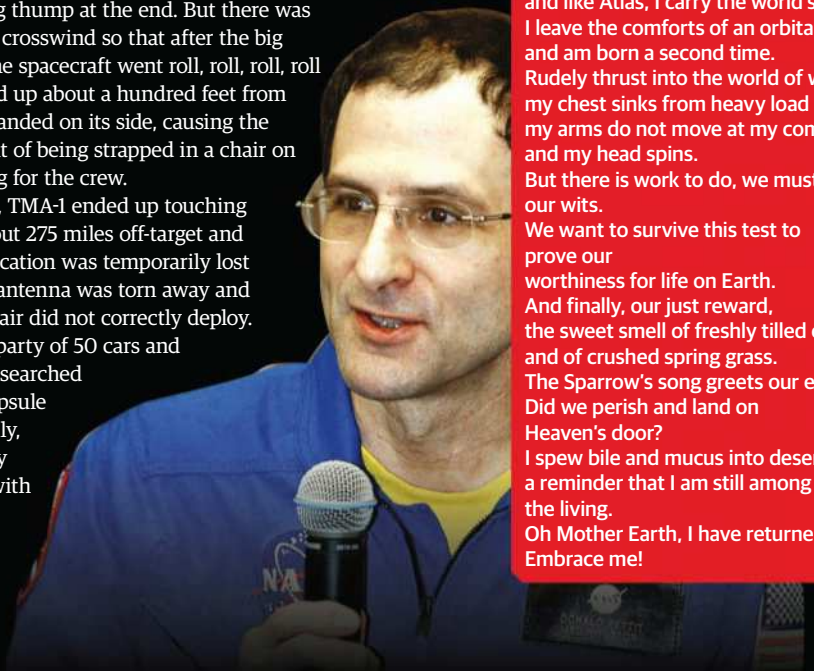 g thump at the end. But there was
crosswind so that after the big
e spacecraft went roll, roll, roll, roll
d up about a hundred feet from
anded on its side, causing the
t of being strapped in a chair on
g for the crew.
, TMA-1 ended up touching
out 275 miles off-target and
cation was temporarily lost
antenna was torn away and
air did not correctly deploy.
party of 50 cars and
searched
psule
ly,
y
with
and like Atlas, I carry the world's
I leave the comforts of an orbita
and am born a second time.
Rudely thrust into the world of w
my chest sinks from heavy load
my arms do not move at my com
and my head spins.
But there is work to do, we must
our wits.
We want to survive this test to
prove our
worthiness for life on Earth.
And finally, our just reward,
the sweet smell of freshly tilled
and of crushed spring grass.
The Sparrow's song greets our e
Did we perish and land on
Heaven's door?
I spew bile and mucus into deser
a reminder that I am still among
the living.
Oh Mother Earth, I have returne
Embrace me!
NA
DONALD PETTIT